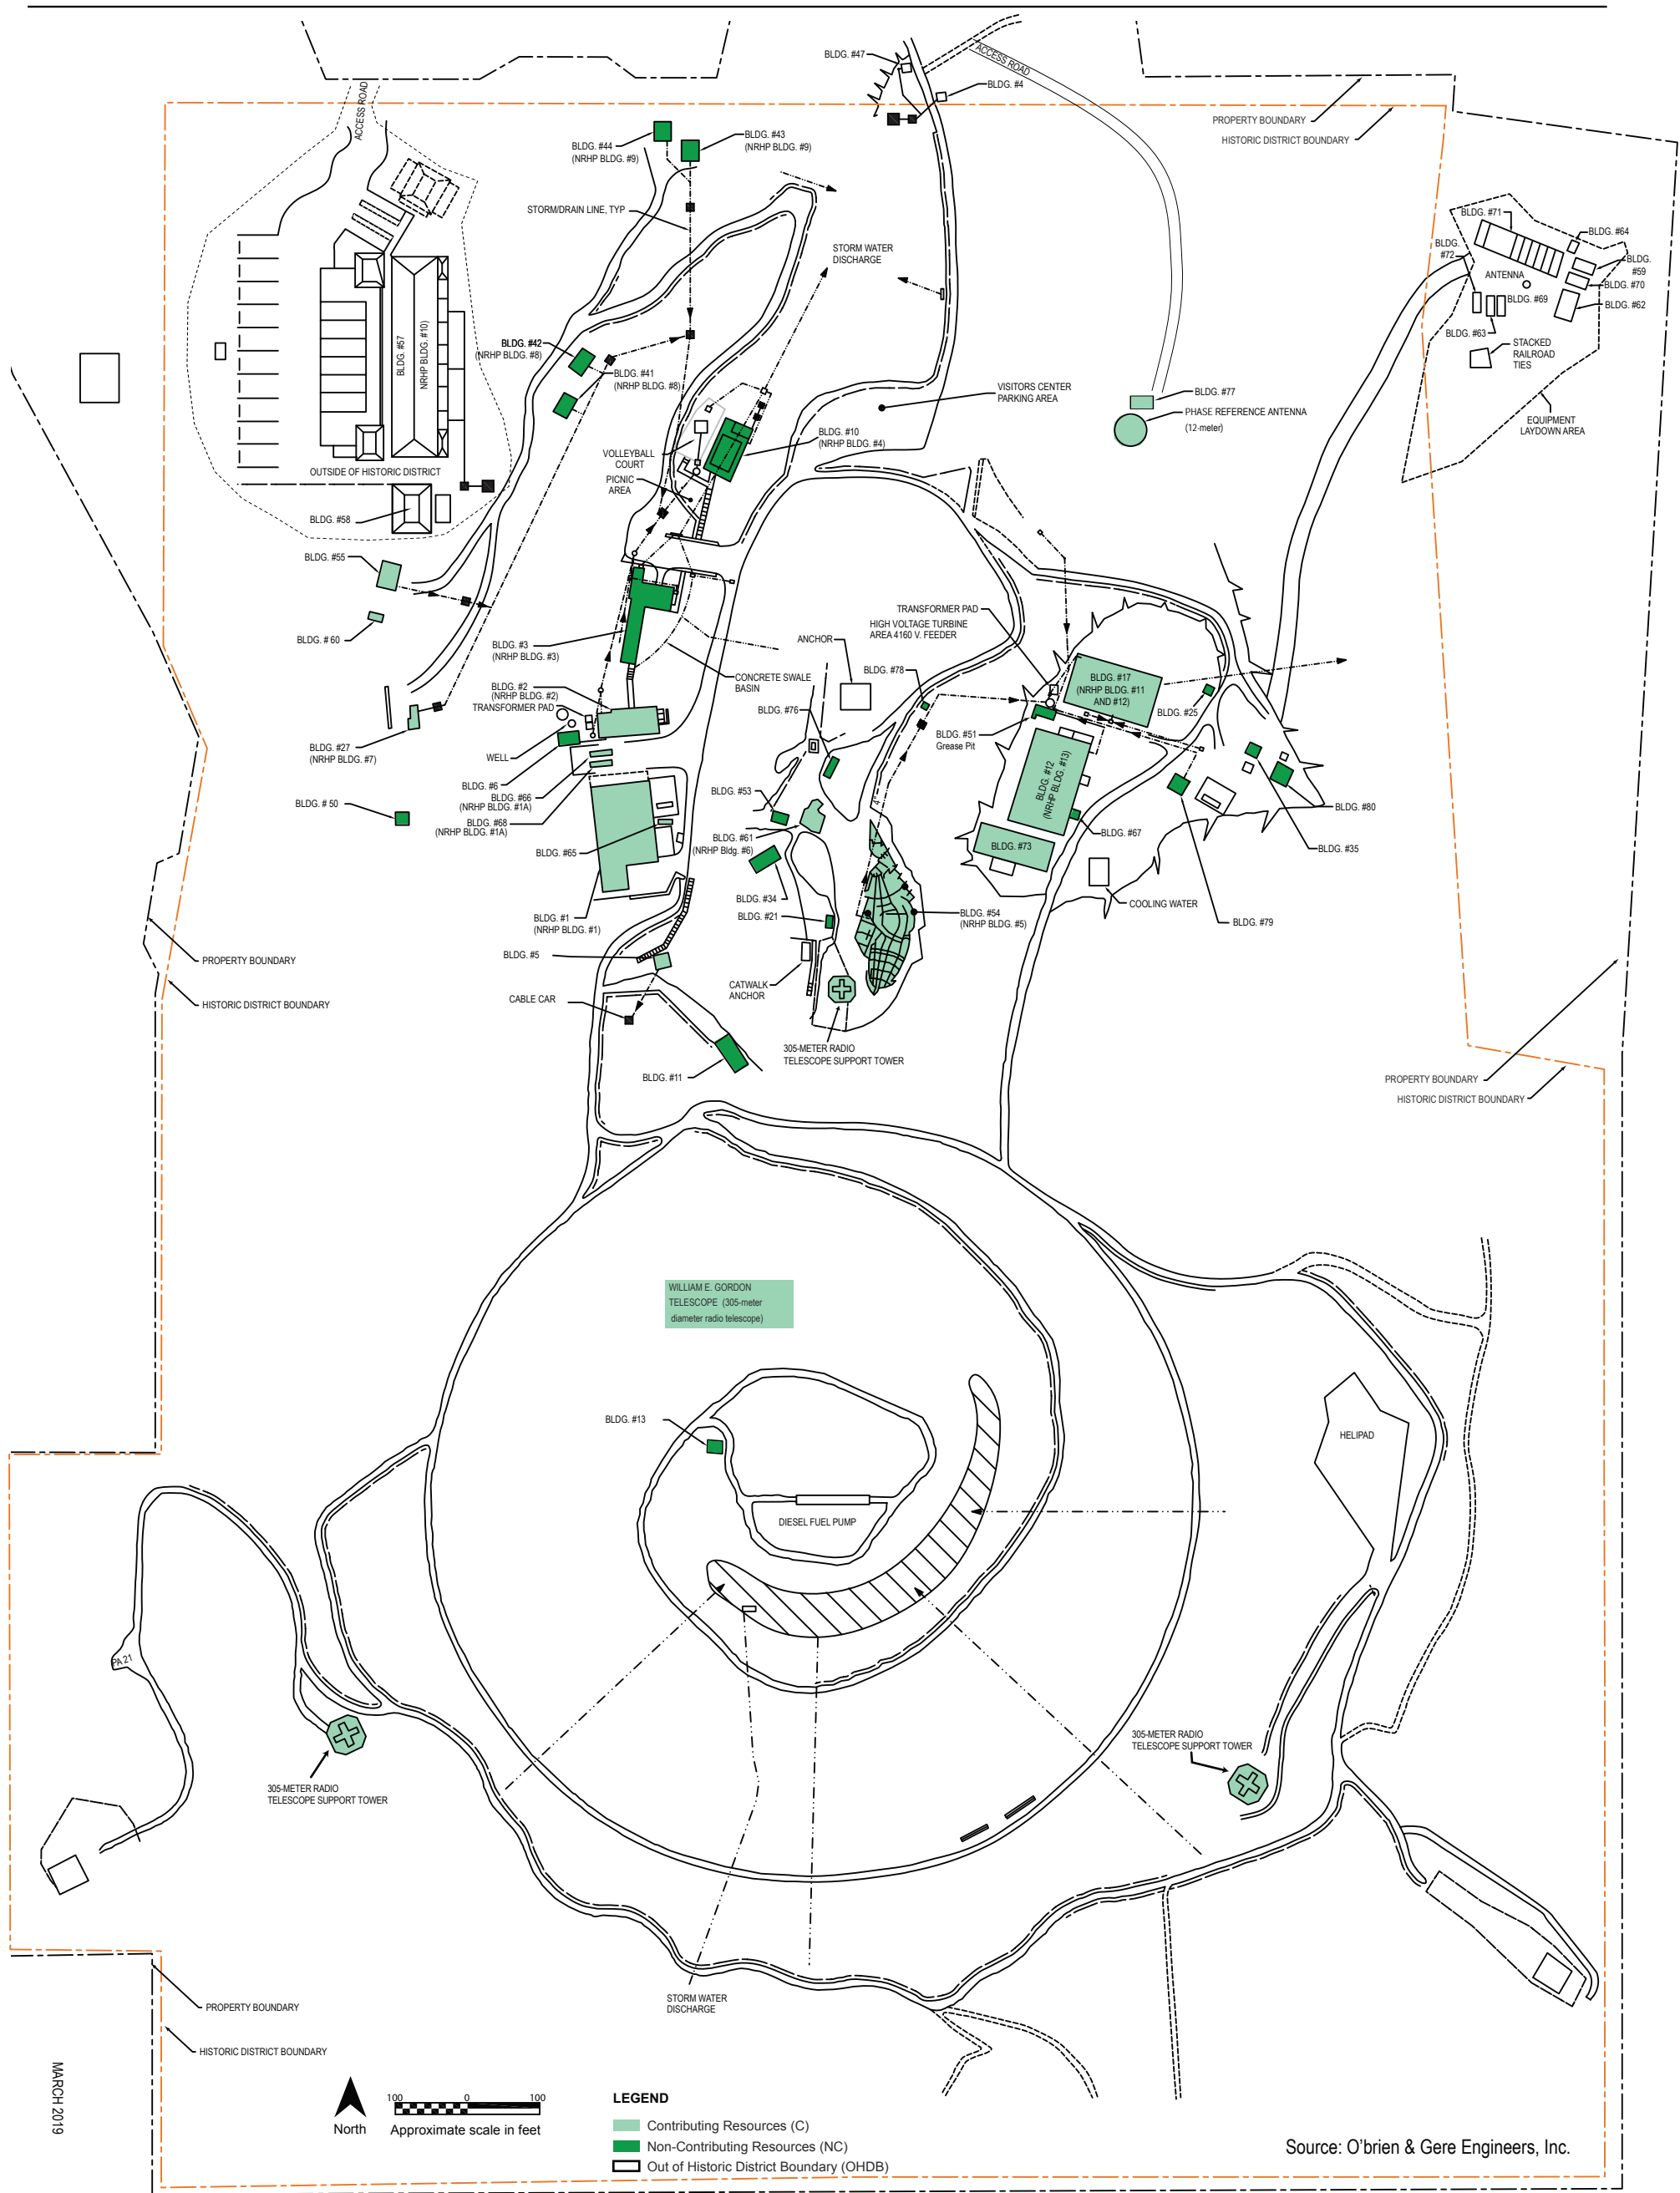 BLDG. #47
ACCESS ROAD
BLDG. #4
PROPERTY BOUNDARY
HISTORIC DISTRICT BOUNDARY
ACCESS ROAD
BLDG. #44
(NRHP BLDG. #9)
BLDG. #43
(NRHP BLDG. #9)
STORM/DRAIN LINE, TYP
STORM WATER
DISCHARGE
BLDG. #71
BLDG. #64
BLDG.
#72
BLDG.
#59
ANTENNA
BLDG. #70
BLDG. #69
BLDG. #62
BLDG. #63
STACKED
RAILROAD
TIES
EQUIPMENT
LAYDOWN AREA
BLDG. #57
NRHP BLDG. #10)
OUTSIDE OF HISTORIC DISTRICT
BLDG. #58
BLDG. #42
(NRHP BLDG. #8)
BLDG. #41
(NRHP BLDG. #8)
VISITORS CENTER
PARKING AREA
BLDG. #77
PHASE REFERENCE ANTENNA
(12-meter)
BLDG. #10
(NRHP BLDG. #4)
VOLLEYBALL
COURT
PICNIC
AREA
BLDG. #55
BLDG. # 60
BLDG. #3
(NRHP BLDG. #3)
TRANSFORMER PAD
HIGH VOLTAGE TURBINE
AREA 4160 V. FEEDER
ANCHOR
BLDG. #78
CONCRETE SWALE
BASIN
BLDG. #17
(NRHP BLDG. #11
AND #12)
BLDG. #25
BLDG. #2
(NRHP BLDG. #2)
TRANSFORMER PAD
BLDG. #76
BLDG. #51
Grease Pit
BLDG. #27
(NRHP BLDG. #7)
WELL
BLDG. #6
BLDG. #66
(NRHP BLDG. #1A)
BLDG. #68
(NRHP BLDG. #1A)
BLDG. # 50
BLDG. #53
4"
BLDG. #12
(NRHP BLDG. #13)
BLDG. #80
BLDG. #67
BLDG. #35
BLDG. #61
(NRHP Bldg. #6)
BLDG. #65
BLDG. #73
BLDG. #34
COOLING WATER
BLDG. #1
(NRHP BLDG. #1)
BLDG. #21
BLDG. #54
(NRHP BLDG. #5)
BLDG. #79
PROPERTY BOUNDARY
BLDG. #5
CATWALK
ANCHOR
HISTORIC DISTRICT BOUNDARY
CABLE CAR
305-METER RADIO
TELESCOPE SUPPORT TOWER
BLDG. #11
PROPERTY BOUNDARY
HISTORIC DISTRICT BOUNDARY
WILLIAM E. GORDON
TELESCOPE (305-meter
diameter radio telescope)
BLDG. #13
HELIPAD
DIESEL FUEL PUMP
PA 21
305-METER RADIO
TELESCOPE SUPPORT TOWER
305-METER RADIO
TELESCOPE SUPPORT TOWER
STORM WATER
DISCHARGE
PROPERTY BOUNDARY
HISTORIC DISTRICT BOUNDARY
MARCH 2019
North
100 0 100
Approximate scale in feet
LEGEND
Contributing Resources (C)
Non-Contributing Resources (NC)
Out of Historic District Boundary (OHDB)
Source: O'brien & Gere Engineers, Inc.